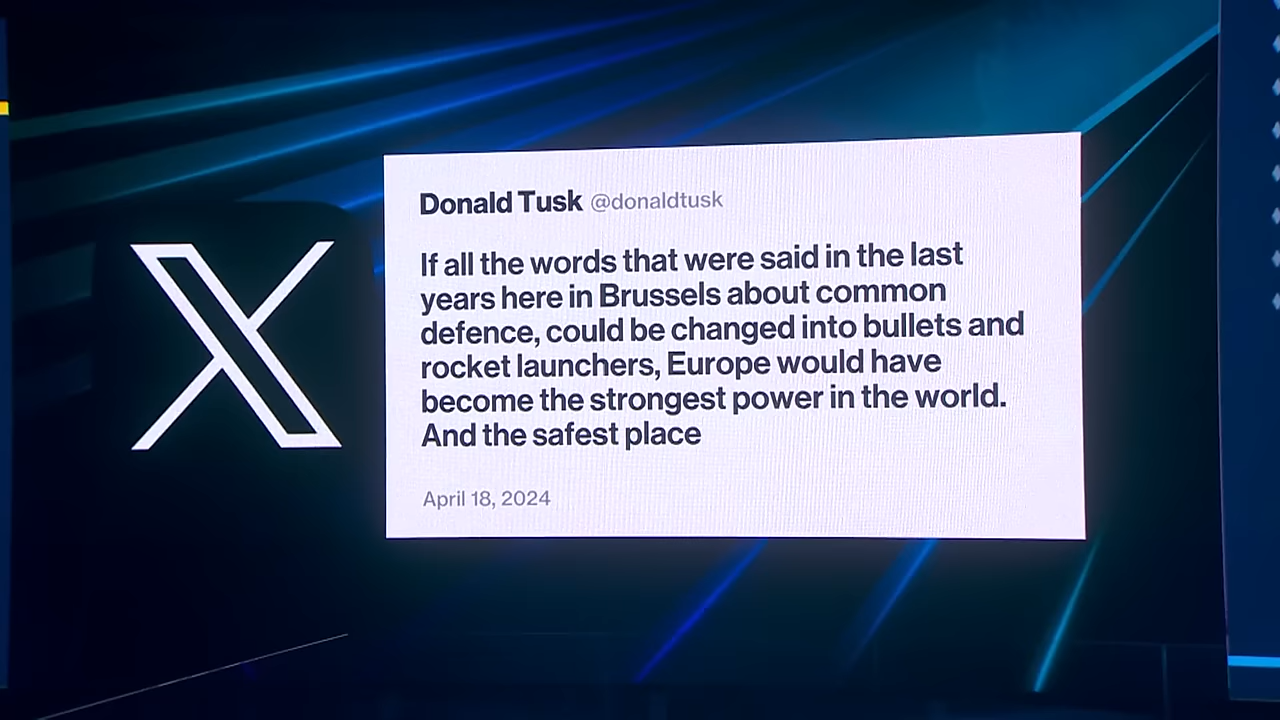 Donald Tusk @donaldtusk
If all the words that were said in the last
years here in Brussels about common
defence, could be changed into bullets and
rocket launchers, Europe would have
become the strongest power in the world.
And the safest place
April 18, 2024